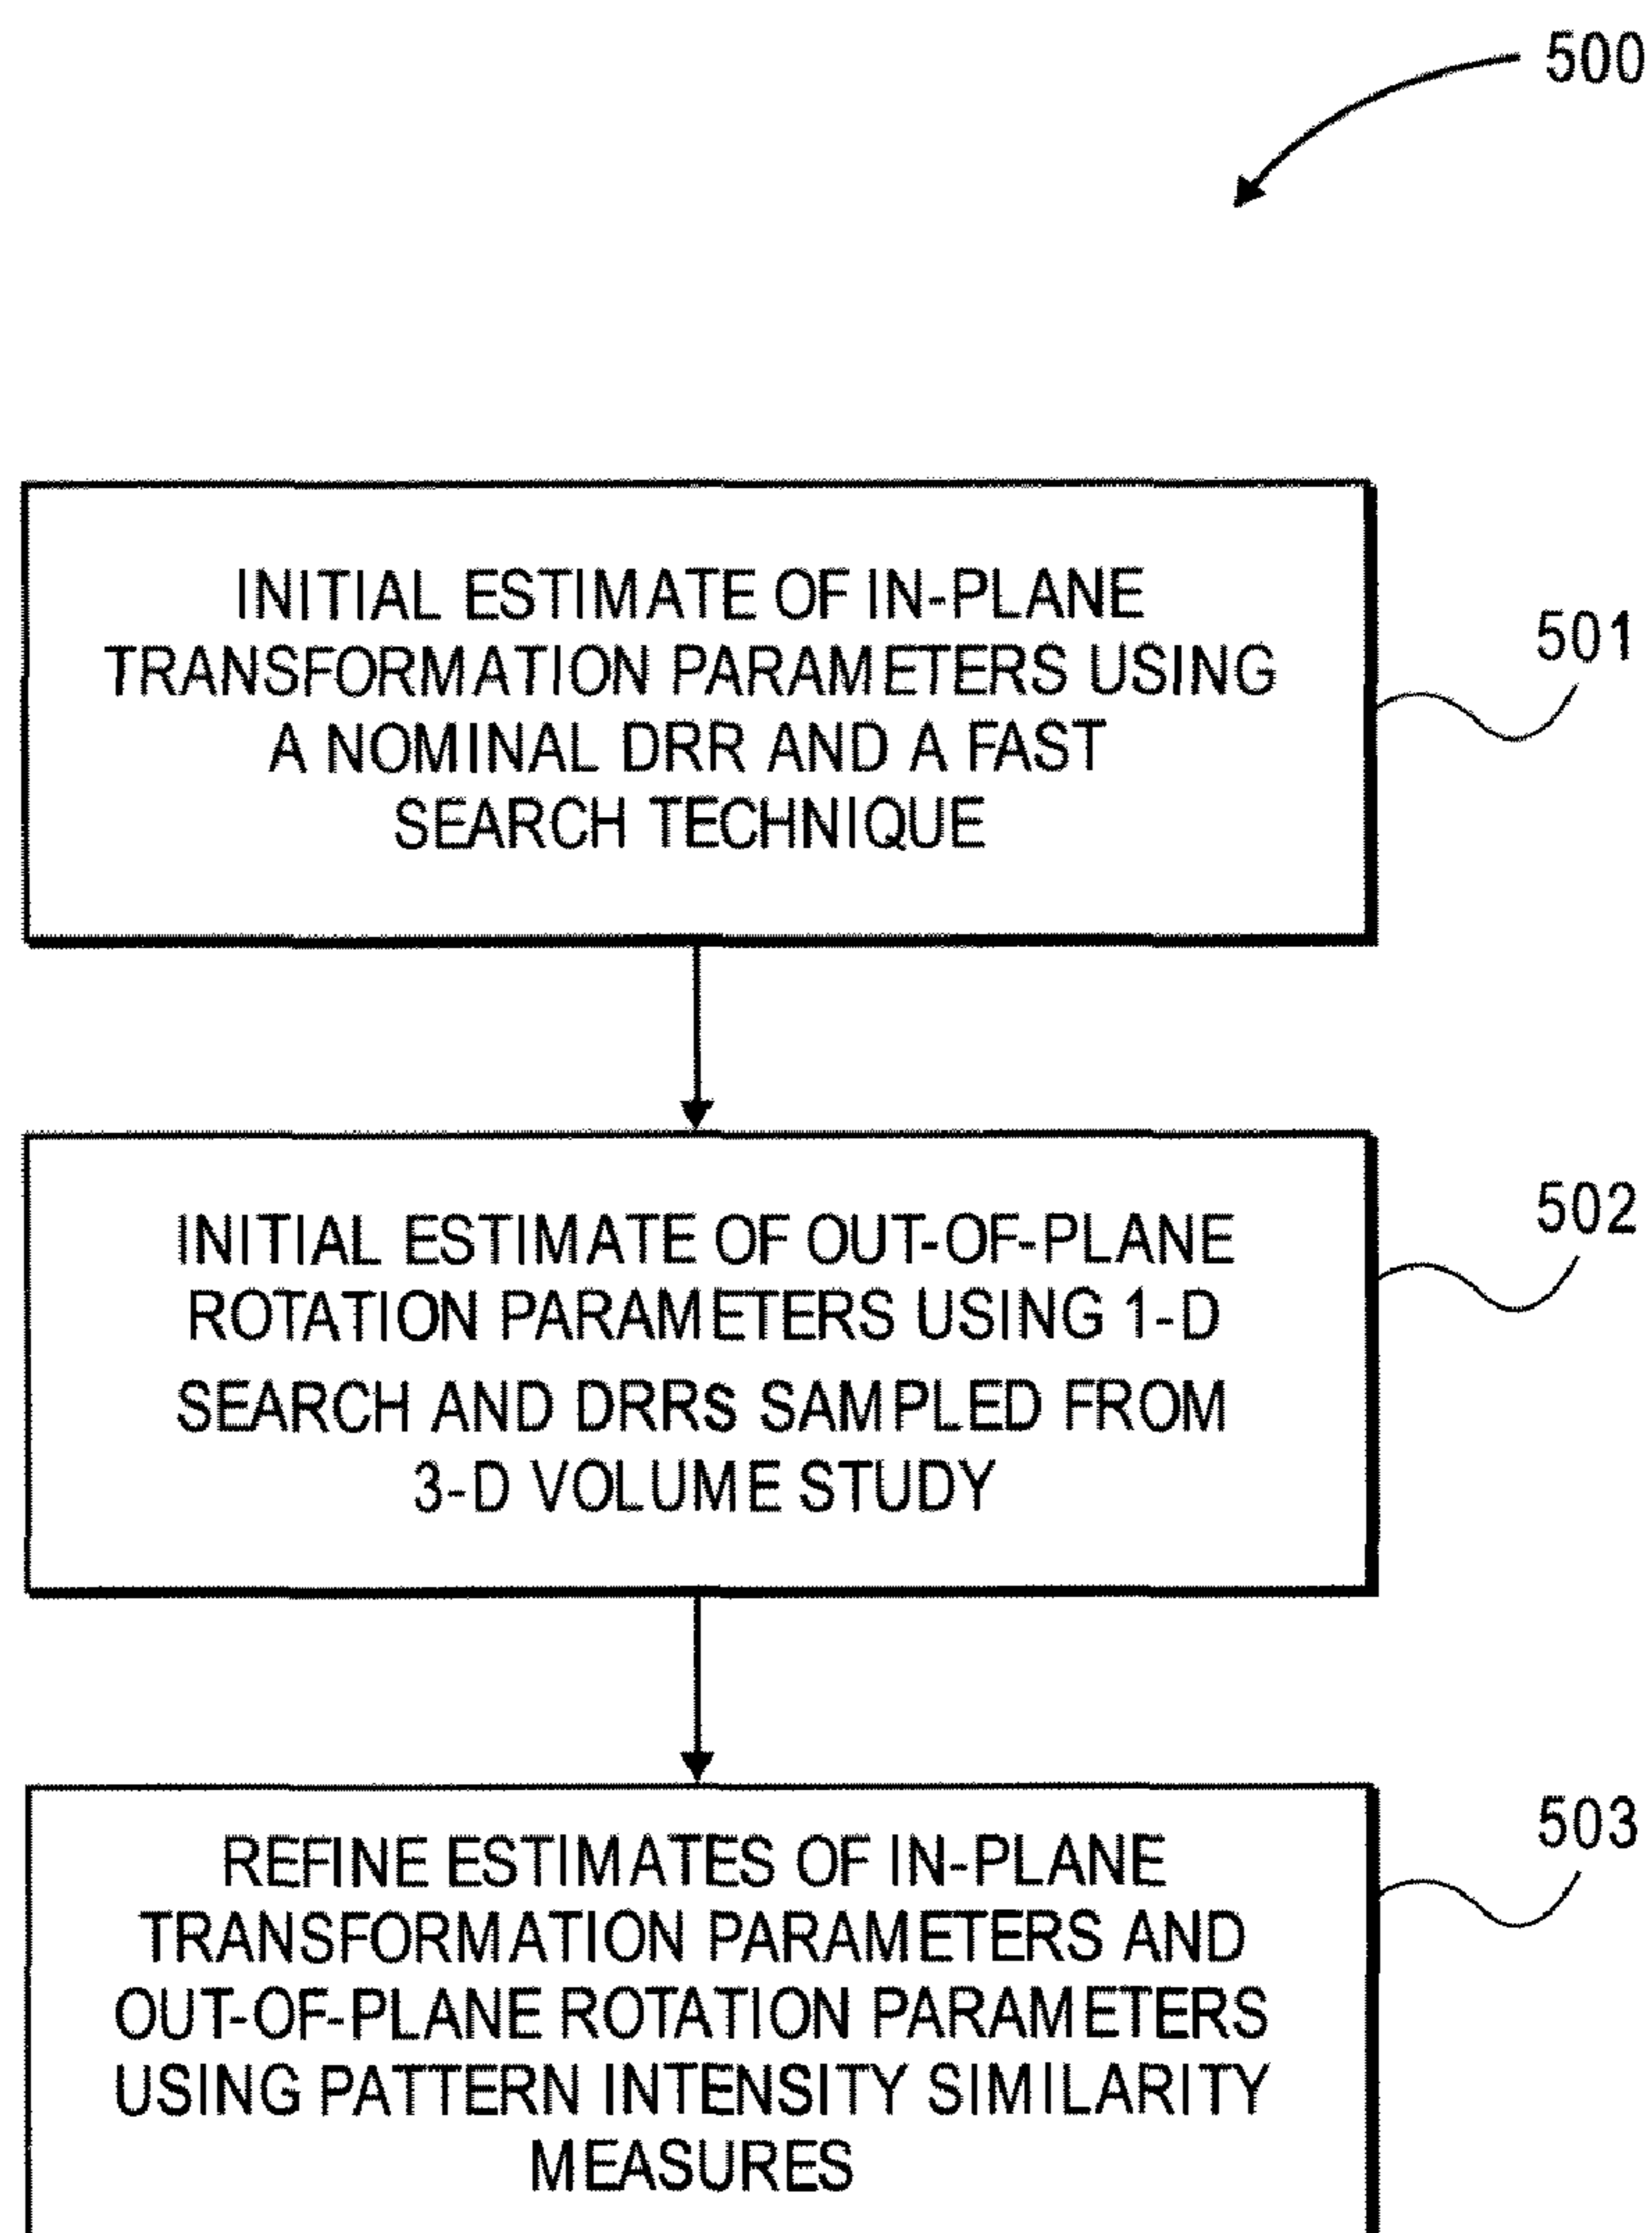 500
INITIAL ESTIMATE OF IN-PLANE
TRANSFORMATION PARAMETERS USING
A NOMINAL DRR AND A FAST
SEARCH TECHNIQUE
501
INITIAL ESTIMATE OF OUT-OF-PLANE
ROTATION PARAMETERS USING 1-D
SEARCH AND DRRS SAMPLED FROM
3-D VOLUME STUDY
502
REFINE ESTIMATES OF IN-PLANE
TRANSFORMATION PARAMETERS AND
OUT-OF-PLANE ROTATION PARAMETERS
USING PATTERN INTENSITY SIMILARITY
MEASURES
503